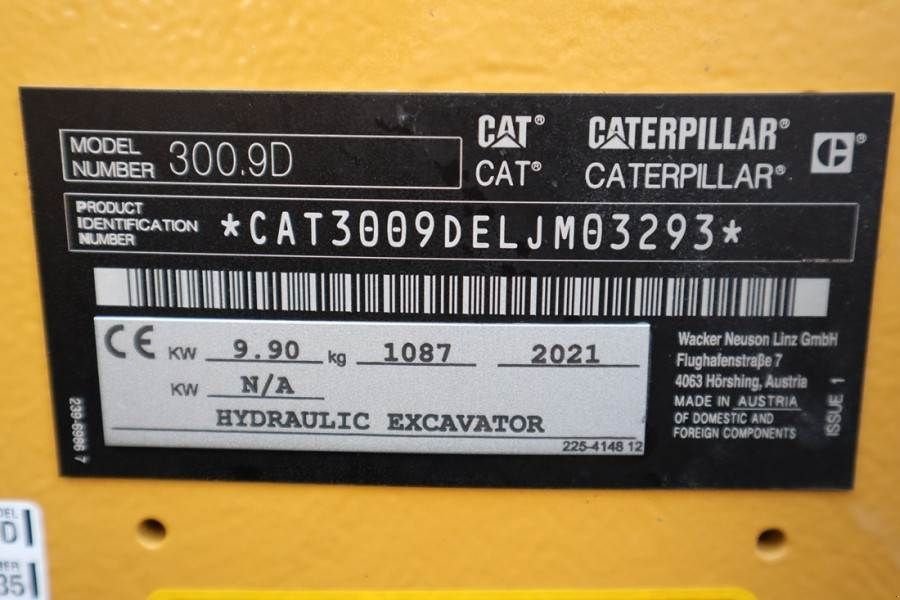 CAT® CATERPILLAR®
CAT® CATERPILLAR®
MODEL NUMBER 300.9D
PRODUCT IDENTIFICATION NUMBER *CAT3009DELJM03293*
CE KW 9.90 kg 1087 2021
KW N/A
HYDRAULIC EXCAVATOR
225-4148 12
Wacker Neuson Linz GmbH
Flughafenstraße 7
4063 Hörshing, Austria
MADE IN AUSTRIA
OF DOMESTIC AND
FOREIGN COMPONENTS
ISSUE 1
239-6986 7
D
35